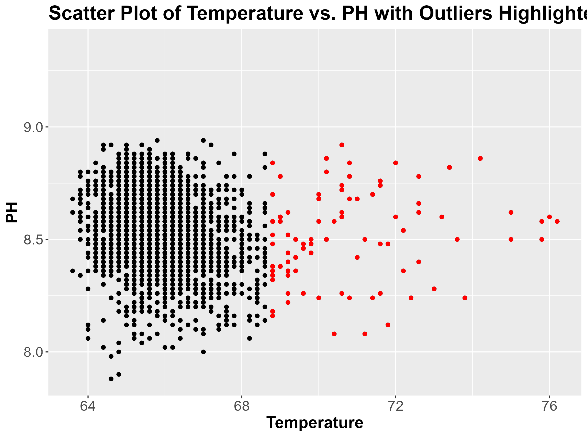 Scatter Plot of Temperature vs. PH with Outliers Highlighte
9.0
8.5
8.0
PH
64 68 72 76
Temperature